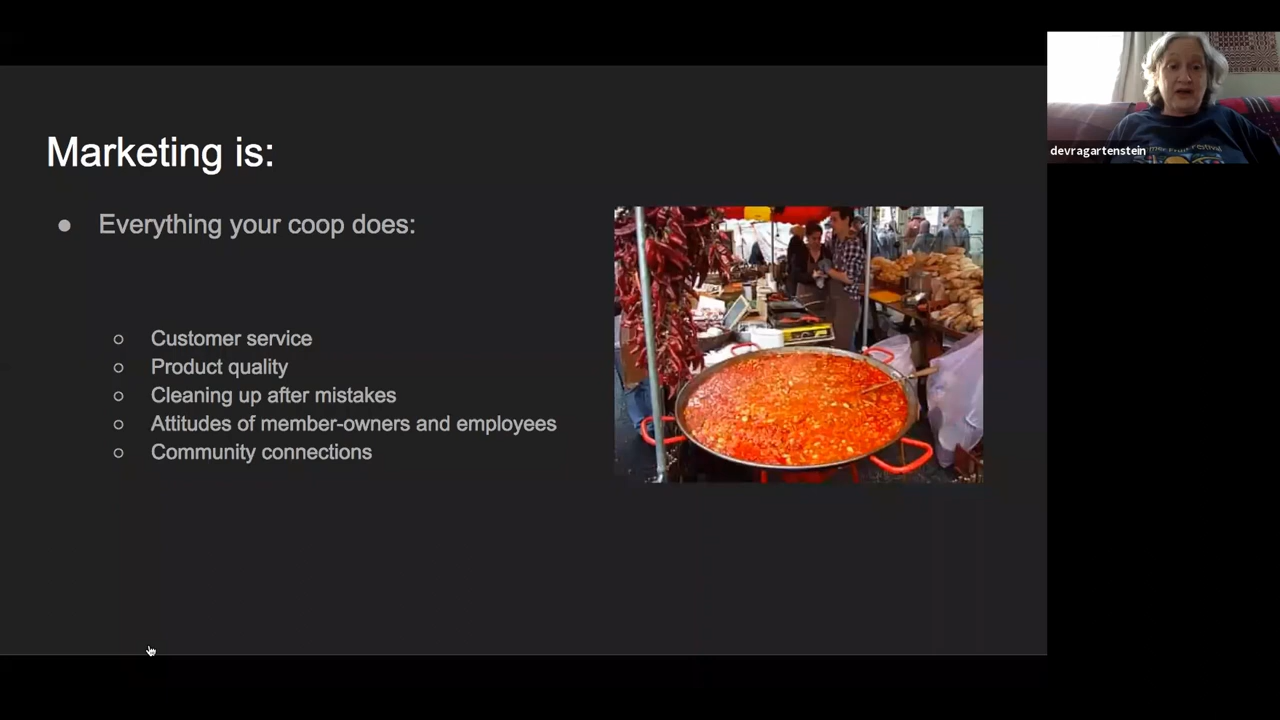 Marketing is:
● Everything your coop does:
○ Customer service
○ Product quality
○ Cleaning up after mistakes
○ Attitudes of member-owners and employees
○ Community connections
devragartenstein
Festival